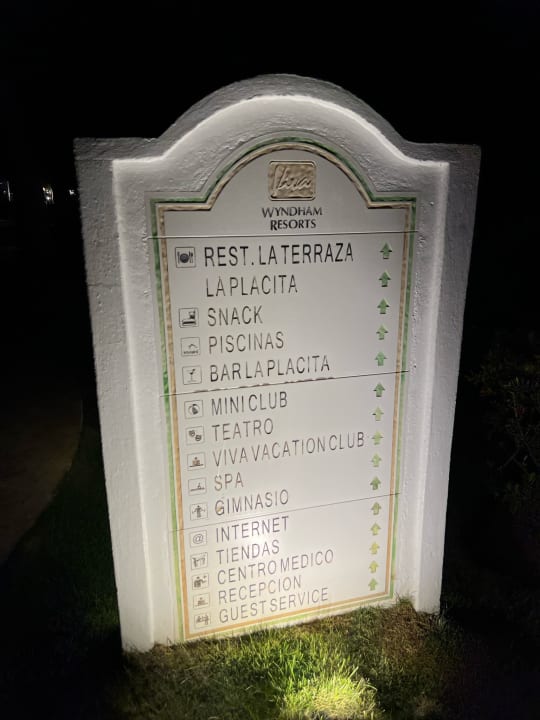 Viva
WYNDHAM
RESORTS
REST. LA TERRAZA
LA PLACITA
SNACK
PISCINAS
BAR LA PLACITA
MINI CLUB
TEATRO
VIVA VACATION CLUB
SPA
GIMNASIO
@ INTERNET
TIENDAS
CENTRO MEDICO
RECEPCION
GUEST SERVICE